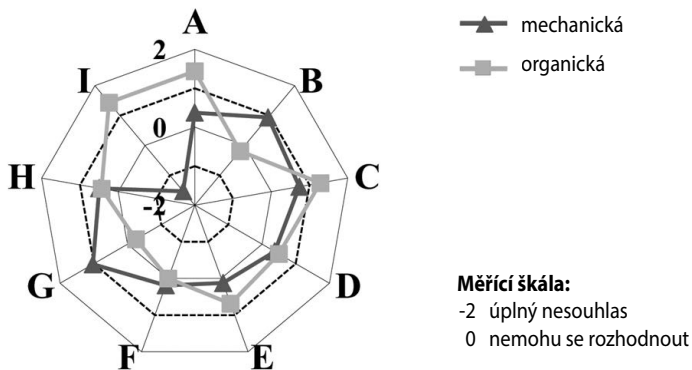 A
2
B
I
0
H
C
-2
G
D
F
E
mechanická
organická
Měřící škála:
-2 úplný nesouhlas
0 nemohu se rozhodnout